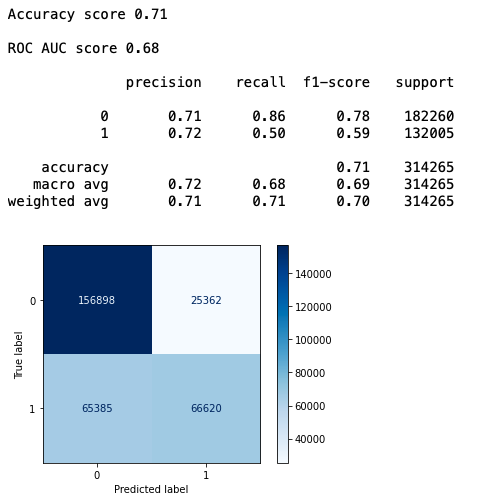 Accuracy score 0.71
ROC AUC score 0.68
precision recall f1-score support
0 0.71 0.86 0.78 182260
1 0.72 0.50 0.59 132005
accuracy 0.71 314265
macro avg 0.72 0.68 0.69 314265
weighted avg 0.71 0.71 0.70 314265
140000
0 156898 25362
120000
100000
True label
80000
1 65385 66620
60000
40000
0 1
Predicted label